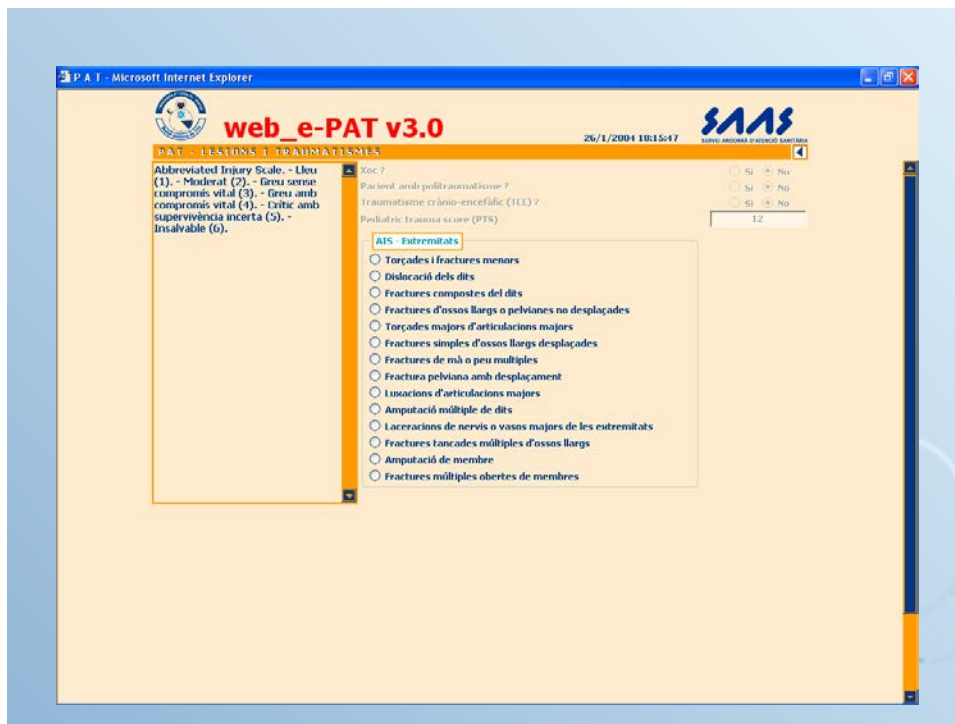 P A T - Microsoft Internet Explorer
web_e-PAT v3.0
26/1/2004 10:15:47
SAAS
SERVEI ANDORRÀ D'ATENCIÓ SANITÀRIA
PAT - LESIONS I TRAUMATISMES
Abbreviated Injury Scale. - Lleu
(1). - Moderat (2). - Greu sense
compromís vital (3). - Greu amb
compromís vital (4). - Crític amb
supervivència incerta (5). -
Insalvable (6).
Xoc ?
Si
No
Pacient amb politraumatisme ?
Si
No
Traumatisme crànio-encefàlic (TCE) ?
Si
No
Pediatric trauma score (PTS)
12
AIS - Extremitats
Torçades i fractures menors
Dislocació dels dits
Fractures compostes del dits
Fractures d'ossos llargs o pelvianes no desplaçades
Torçades majors d'articulacions majors
Fractures simples d'ossos llargs desplaçades
Fractures de mà o peu multiples
Fractura pelviana amb desplaçament
Luxacions d'articulacions majors
Amputació múltiple de dits
Laceracions de nervis o vasos majors de les extremitats
Fractures tancades múltiples d'ossos llargs
Amputació de membre
Fractures múltiples obertes de membres